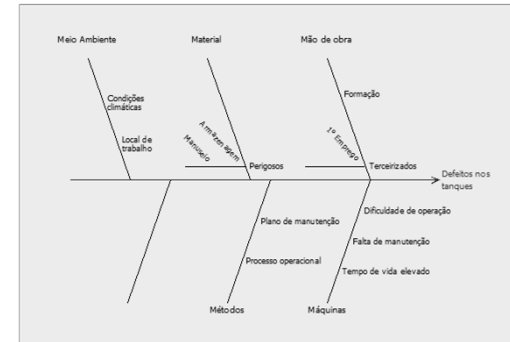 Meio Ambiente
Material
Mão de obra
Condições
climáticas
Local de
trabalho
Armazenagem
Manuseio
Perigosos
Formação
1º Emprego
Terceirizados
Defeitos nos
tanques
Plano de manutenção
Processo operacional
Dificuldade de operação
Falta de manutenção
Tempo de vida elevado
Métodos
Máquinas